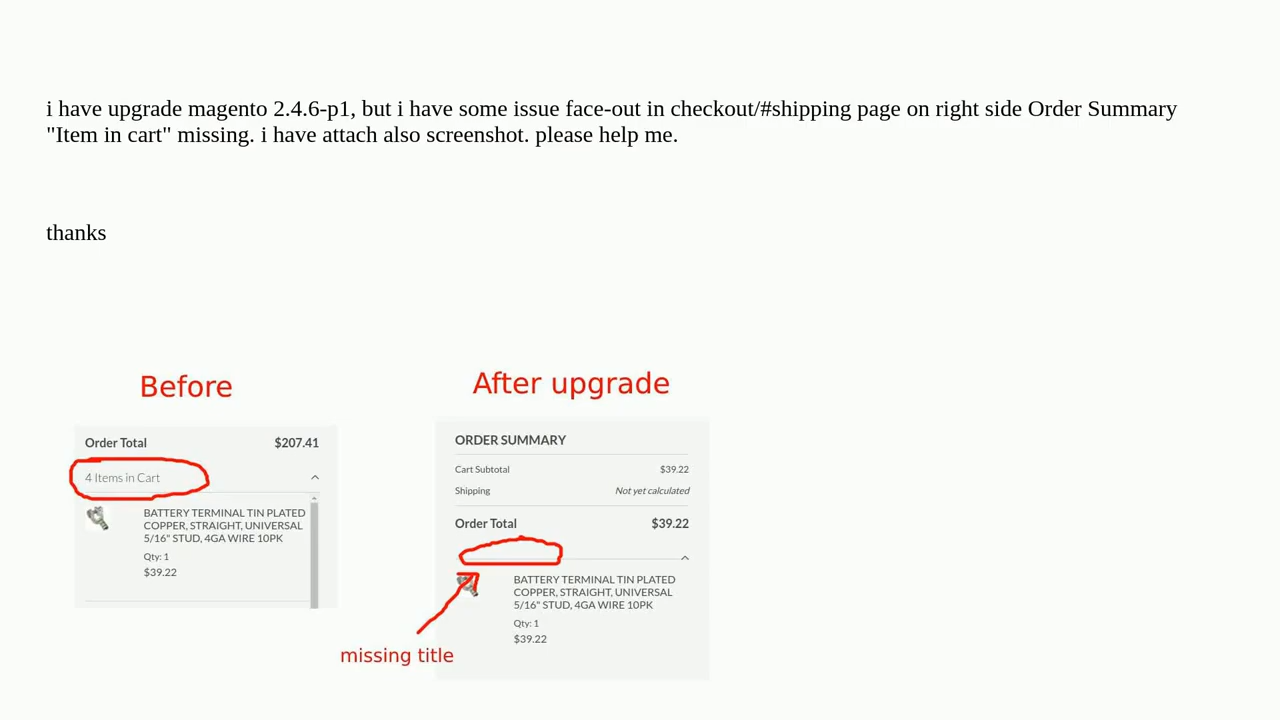 i have upgrade magento 2.4.6-p1, but i have some issue face-out in checkout/#shipping page on right side Order Summary
"Item in cart" missing. i have attach also screenshot. please help me.
thanks
Before
Order Total $207.41
4 Items in Cart
BATTERY TERMINAL TIN PLATED
COPPER, STRAIGHT, UNIVERSAL
5/16" STUD, 4GA WIRE 10PK
Qty: 1
$39.22
After upgrade
ORDER SUMMARY
Cart Subtotal $39.22
Shipping Not yet calculated
Order Total $39.22
BATTERY TERMINAL TIN PLATED
COPPER, STRAIGHT, UNIVERSAL
5/16" STUD, 4GA WIRE 10PK
Qty: 1
$39.22
missing title